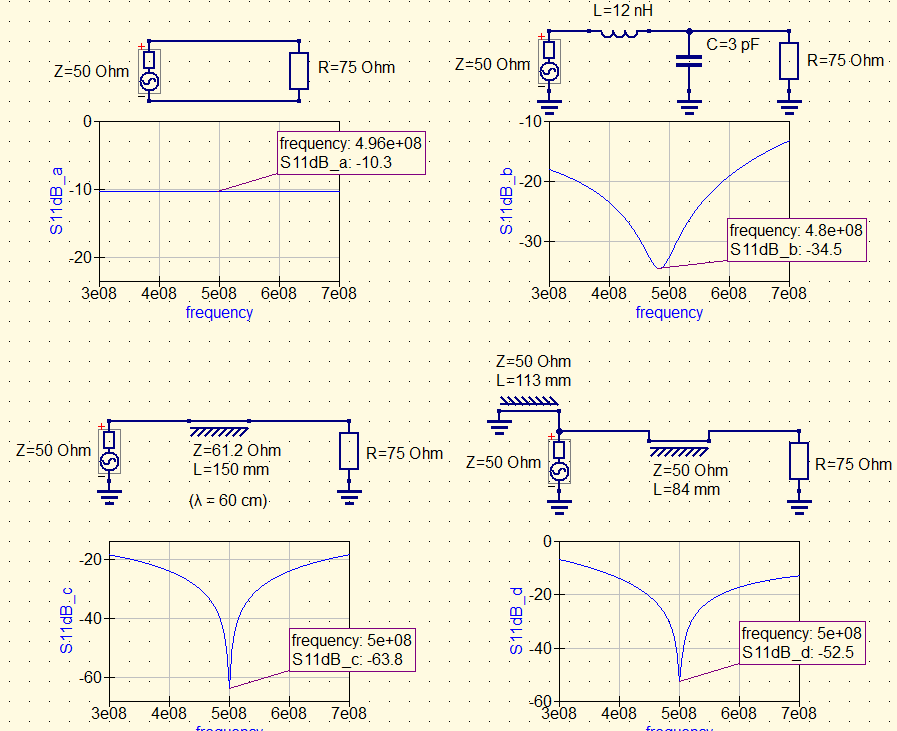 Z=50 Ohm
R=75 Ohm
0
-10
-20
S11dB_a
frequency: 4.96e+08
S11dB_a: -10.3
3e08 4e08 5e08 6e08 7e08
frequency
L=12 nH
C=3 pF
Z=50 Ohm
R=75 Ohm
-10
-20
-30
S11dB_b
frequency: 4.8e+08
S11dB_b: -34.5
3e08 4e08 5e08 6e08 7e08
frequency
Z=50 Ohm
Z=61.2 Ohm
L=150 mm
(λ = 60 cm)
R=75 Ohm
-20
-40
-60
S11dB_c
frequency: 5e+08
S11dB_c: -63.8
3e08 4e08 5e08 6e08 7e08
frequency
Z=50 Ohm
L=113 mm
Z=50 Ohm
Z=50 Ohm
L=84 mm
R=75 Ohm
0
-20
-40
-60
S11dB_d
frequency: 5e+08
S11dB_d: -52.5
3e08 4e08 5e08 6e08 7e08
frequency